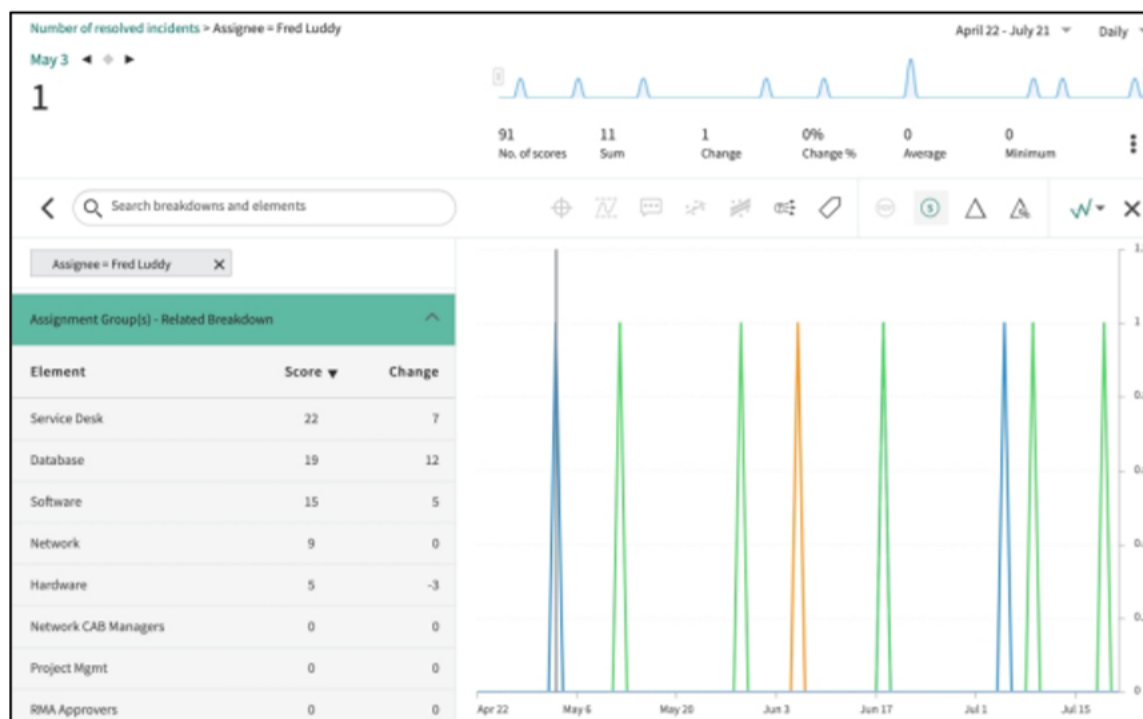 Number of resolved incidents > Assignee = Fred Luddy
April 22 - July 21
Daily
May 3
1
91 11 1 0% 0 0
No. of scores Sum Change Change % Average Minimum
Search breakdowns and elements
Assignee = Fred Luddy
Assignment Group(s) - Related Breakdown
Element Score Change
Service Desk 22 7
Database 19 12
Software 15 5
Network 9 0
Hardware 5 -3
Network CAB Managers 0 0
Project Mgmt 0 0
RMA Approvers 0 0
1
0
Apr 22 May 6 May 20 Jun 3 Jun 17 Jul 1 Jul 15